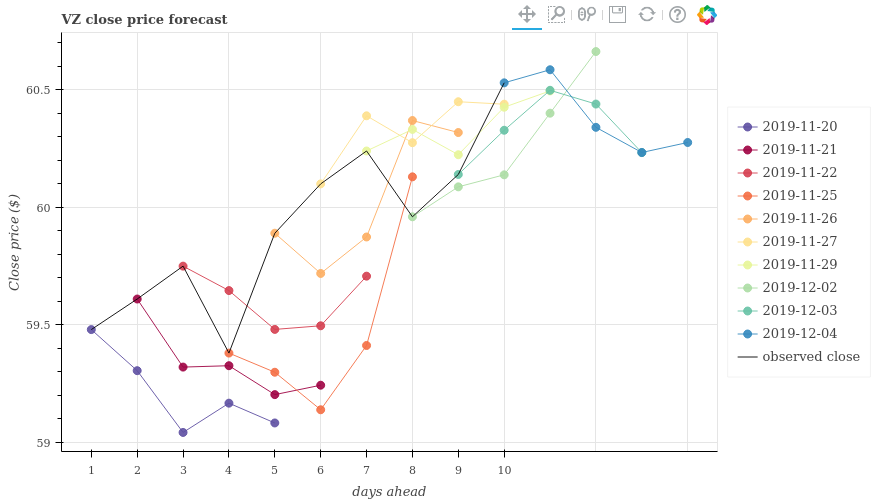 VZ close price forecast
60.5
60
59.5
59
Close price ($)
1 2 3 4 5 6 7 8 9 10
days ahead
2019-11-20
2019-11-21
2019-11-22
2019-11-25
2019-11-26
2019-11-27
2019-11-29
2019-12-02
2019-12-03
2019-12-04
observed close